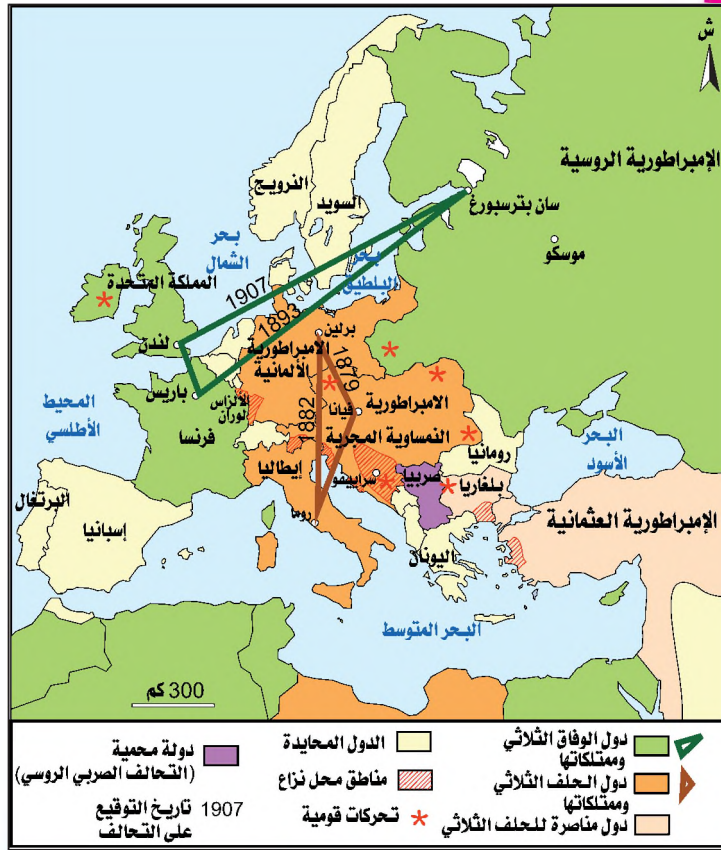 ش
الإمبراطورية الروسية
النرويج
السويد
سان بترسبورغ
موسكو
بحر
الشمال
بحر
البلطيق
المملكة المتحدة
1907
1893
لندن
برلين
الامبراطورية
الألمانية
1879
1882
باريس
الألزاس
اللوران
فيانا
الامبراطورية
النمساوية المجرية
المحيط
الأطلسي
فرنسا
إيطاليا
سراييفو
صربيا
رومانيا
بلغاريا
البحر
الأسود
البرتغال
إسبانيا
روما
اليونان
الإمبراطورية العثمانية
البحر المتوسط
300 كم
دول الوفاق الثلاثي
وممتلكاتها
دول الحلف الثلاثي
وممتلكاتها
دول مناصرة للحلف الثلاثي
الدول المحايدة
مناطق محل نزاع
تحركات قومية
دولة محمية
(التحالف الصربي الروسي)
1907 تاريخ التوقيع
على التحالف